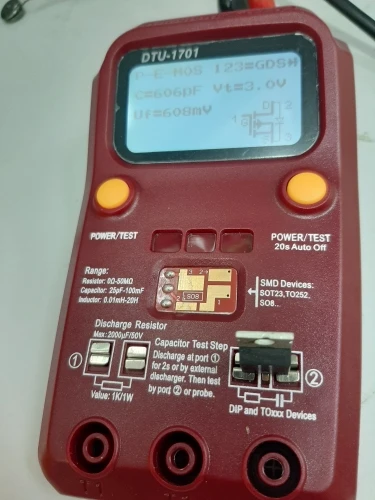 DTU-1701
P-E-MOS 123=GDS
C=606pF Vt=3.0V
Uf=608mV
POWER/TEST
POWER/TEST
20s Auto Off
Range:
Resistor: 0Ω-50MΩ
Capacitor: 25pF-100mF
Inductor: 0.01mH-20H
SO8
SMD Devices:
SOT23,TO252,
SO8...
Discharge Resistor
Max: 2000μF/50V
①
Value: 1K/1W
Capacitor Test Step
Discharge at port ①
for 2s or by external
discharger. Then test
by port ② or probe.
②
DIP and TOxxx Devices